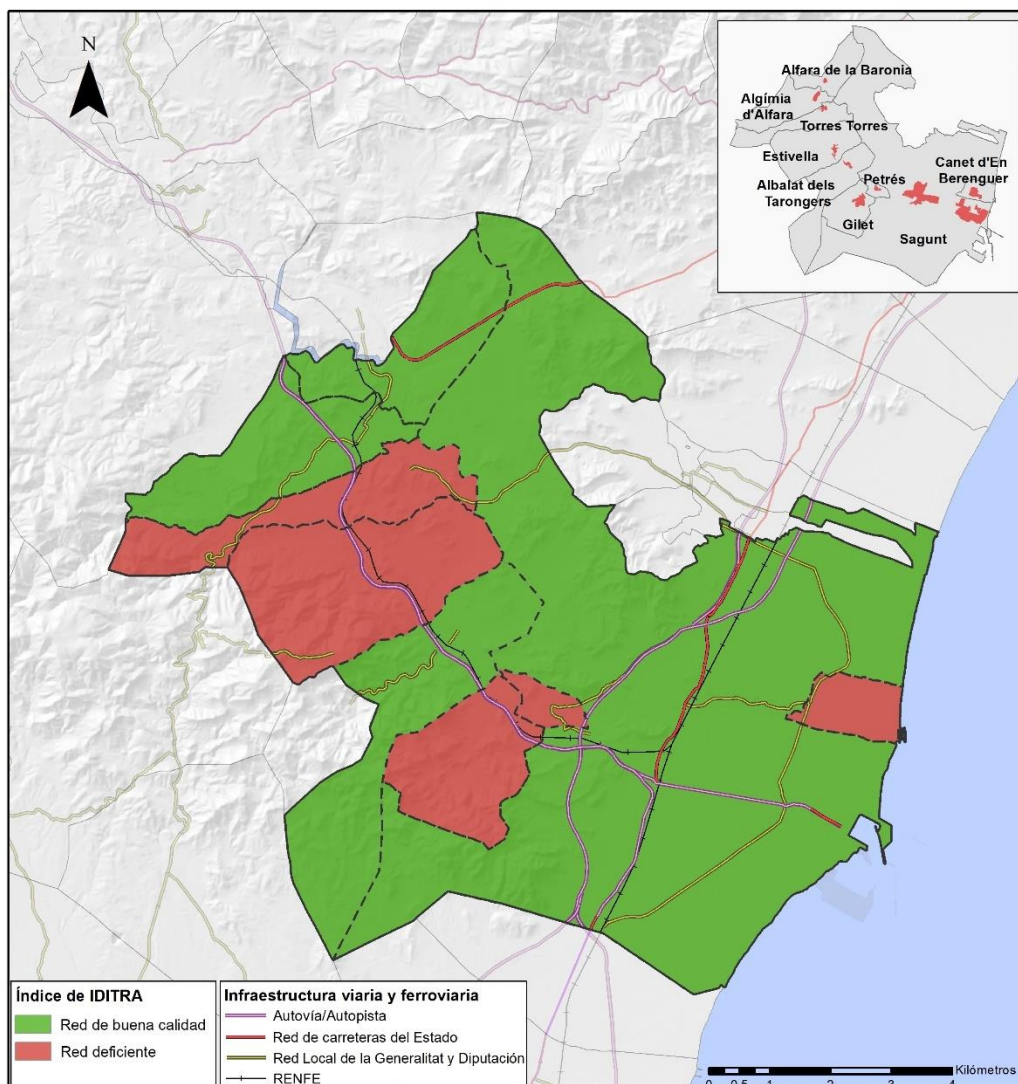 N
Alfara de la Baronia
Algímia
d'Alfara
Torres Torres
Estivella
Canet d'En
Berenguer
Petrés
Albalat dels
Tarongers
Gilet
Sagunt
Índice de IDITRA
Red de buena calidad
Red deficiente
Infraestructura viaria y ferroviaria
Autovía/Autopista
Red de carreteras del Estado
Red Local de la Generalitat y Diputación
RENFE
Kilómetros
0 0,5 1 2 3